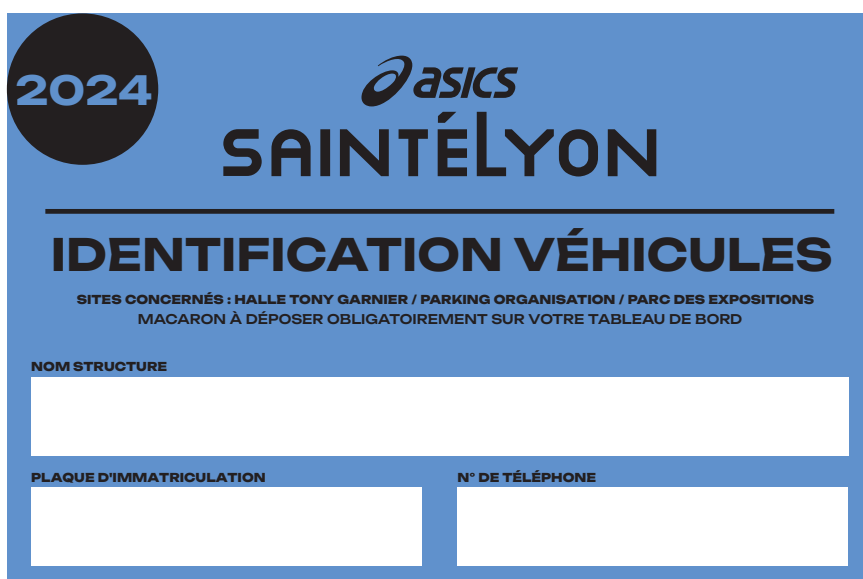 2024
asics
SAINTÉLYON
IDENTIFICATION VÉHICULES
SITES CONCERNÉS : HALLE TONY GARNIER / PARKING ORGANISATION / PARC DES EXPOSITIONS
MACARON À DÉPOSER OBLIGATOIREMENT SUR VOTRE TABLEAU DE BORD
NOM STRUCTURE
PLAQUE D'IMMATRICULATION
N° DE TÉLÉPHONE